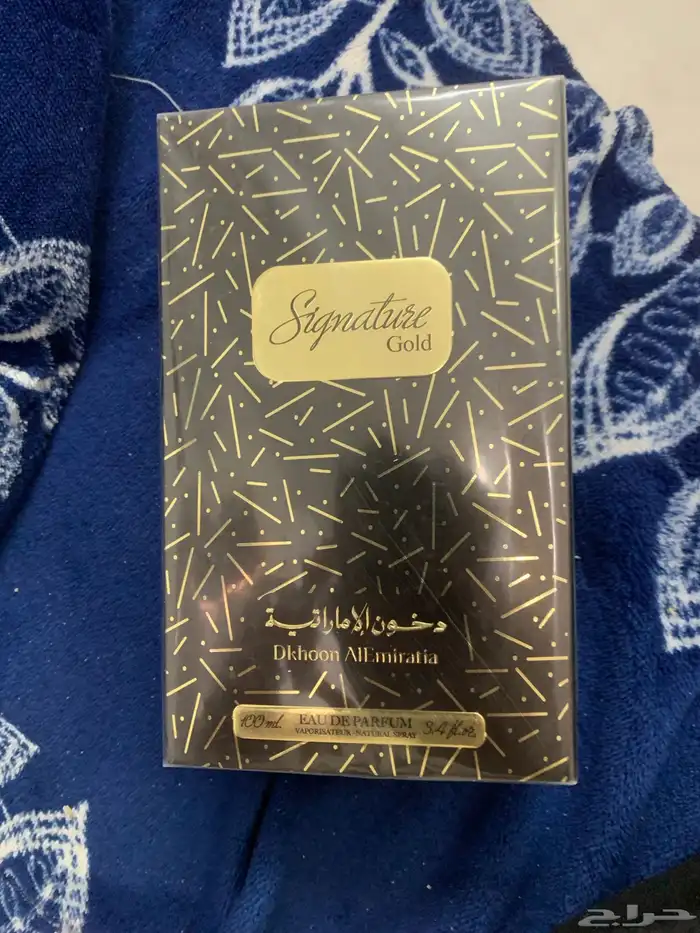 Signature
Gold
دخون الإماراتية
Dkhoon AlEmiratia
100 ml. EAU DE PARFUM 3.4 fl.oz.
VAPORISATEUR - NATURAL SPRAY
حراج